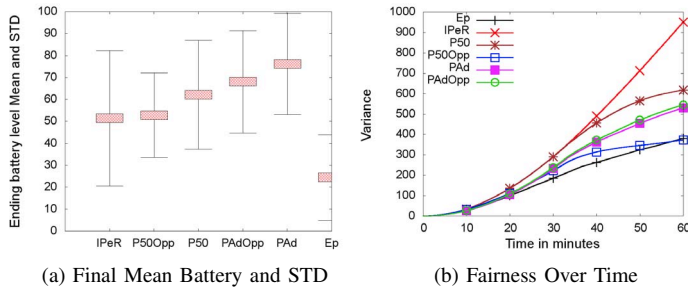 Ending battery level Mean and STD
100
90
80
70
60
50
40
30
20
10
0
IPeR P50Opp P50 PAdOpp PAd Ep
(a) Final Mean Battery and STD
Variance
1000
900
800
700
600
500
400
300
200
100
0
Ep
IPeR
P50
P50Opp
PAd
PAdOpp
0 10 20 30 40 50 60
Time in minutes
(b) Fairness Over Time